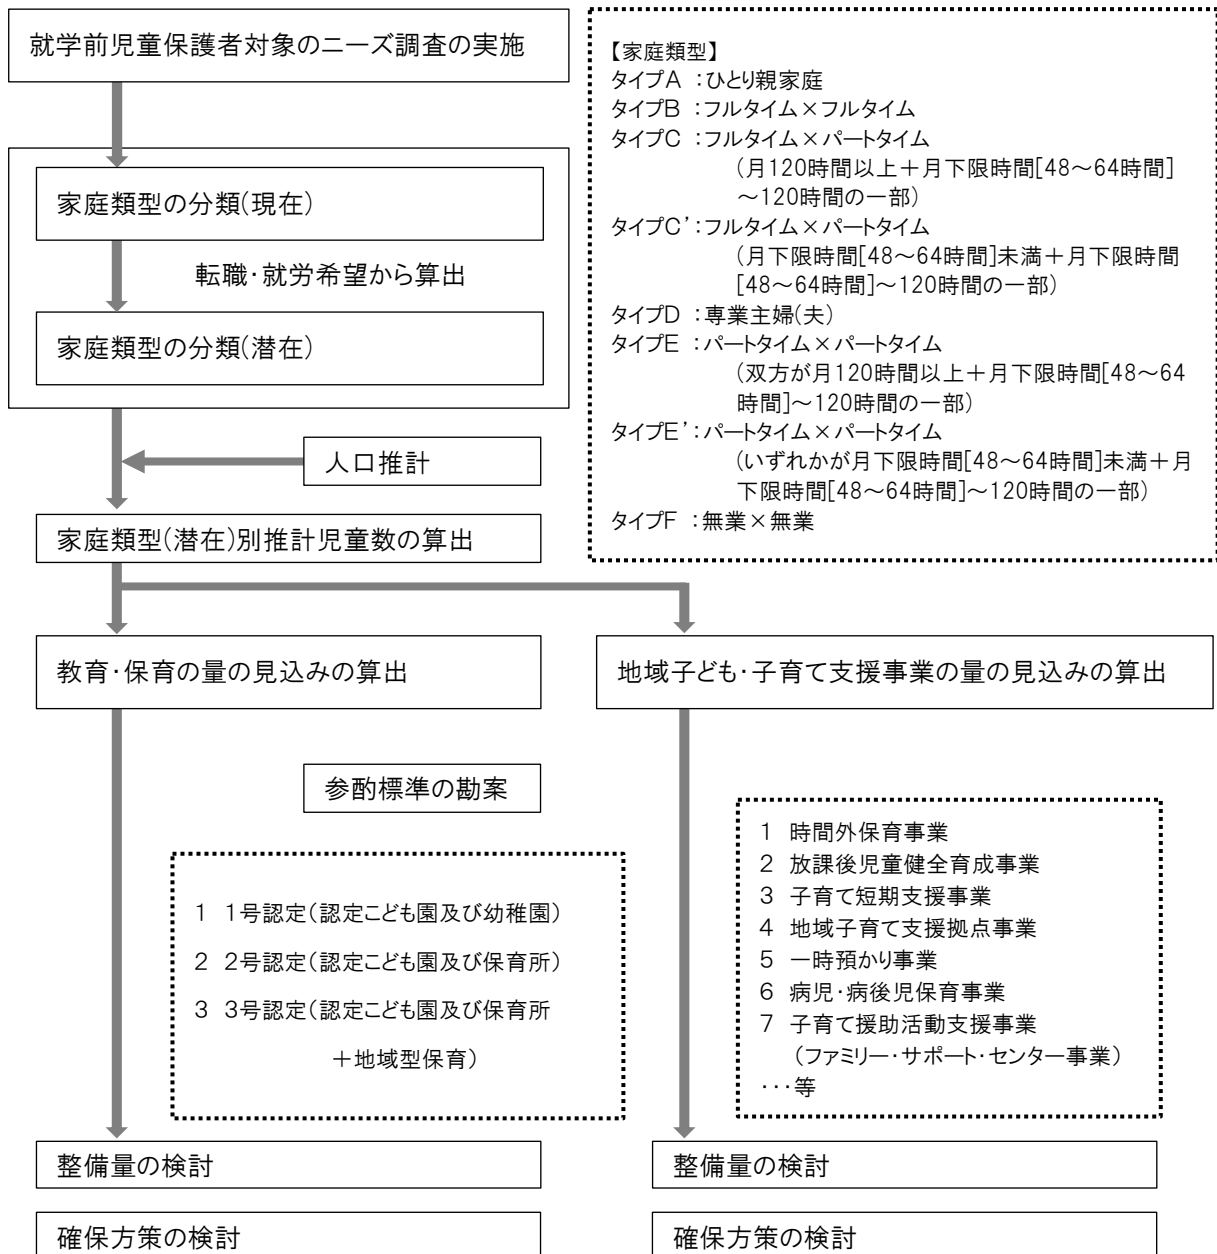 就学前児童保護者対象のニーズ調査の実施
家庭類型の分類(現在)
転職・就労希望から算出
家庭類型の分類(潜在)
人口推計
家庭類型(潜在)別推計児童数の算出
【家庭類型】
タイプA ：ひとり親家庭
タイプB ：フルタイム×フルタイム
タイプC ：フルタイム×パートタイム
(月120時間以上＋月下限時間[48～64時間]
～120時間の一部)
タイプC’：フルタイム×パートタイム
(月下限時間[48～64時間]未満＋月下限時間
[48～64時間]～120時間の一部)
タイプD ：専業主婦(夫)
タイプE ：パートタイム×パートタイム
(双方が月120時間以上＋月下限時間[48～64
時間]～120時間の一部)
タイプE’：パートタイム×パートタイム
(いずれかが月下限時間[48～64時間]未満＋月
下限時間[48～64時間]～120時間の一部)
タイプF ：無業×無業
教育・保育の量の見込みの算出
参酌標準の勘案
1 1号認定(認定こども園及び幼稚園)
2 2号認定(認定こども園及び保育所)
3 3号認定(認定こども園及び保育所
＋地域型保育)
整備量の検討
確保方策の検討
地域子ども・子育て支援事業の量の見込みの算出
1 時間外保育事業
2 放課後児童健全育成事業
3 子育て短期支援事業
4 地域子育て支援拠点事業
5 一時預かり事業
6 病児・病後児保育事業
7 子育て援助活動支援事業
(ファミリー・サポート・センター事業)
・・・等
整備量の検討
確保方策の検討